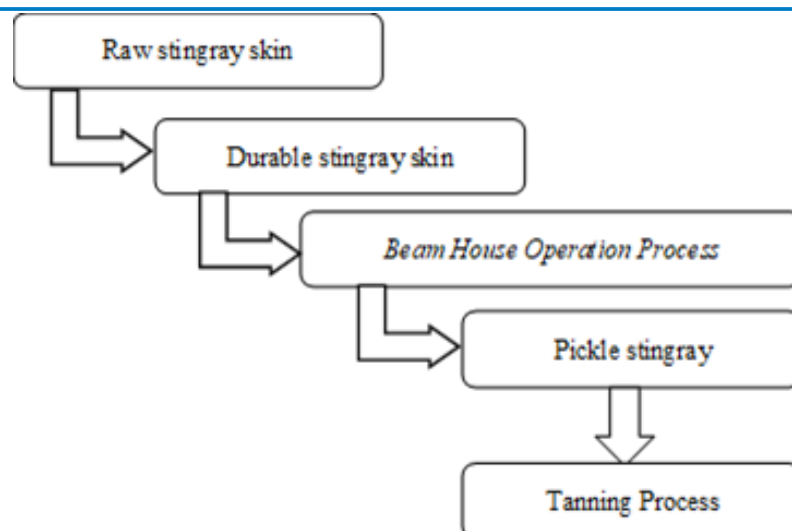 Raw stingray skin
Durable stingray skin
Beam House Operation Process
Pickle stingray
Tanning Process